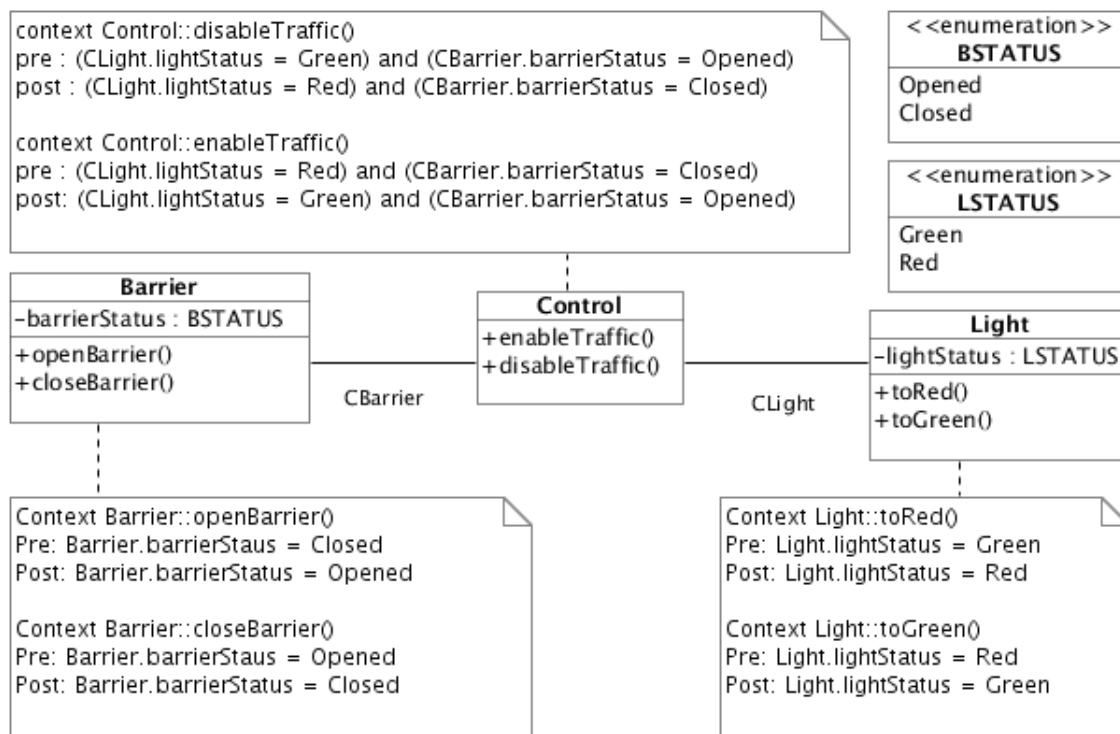 context Control::disableTraffic()
pre : (CLight.lightStatus = Green) and (CBarrier.barrierStatus = Opened)
post : (CLight.lightStatus = Red) and (CBarrier.barrierStatus = Closed)
context Control::enableTraffic()
pre : (CLight.lightStatus = Red) and (CBarrier.barrierStatus = Closed)
post: (CLight.lightStatus = Green) and (CBarrier.barrierStatus = Opened)
<<enumeration>>
BSTATUS
Opened
Closed
<<enumeration>>
LSTATUS
Green
Red
Barrier
-barrierStatus : BSTATUS
+openBarrier()
+closeBarrier()
CBarrier
Control
+enableTraffic()
+disableTraffic()
CLight
Light
-lightStatus : LSTATUS
+toRed()
+toGreen()
Context Barrier::openBarrier()
Pre: Barrier.barrierStaus = Closed
Post: Barrier.barrierStatus = Opened
Context Barrier::closeBarrier()
Pre: Barrier.barrierStaus = Opened
Post: Barrier.barrierStatus = Closed
Context Light::toRed()
Pre: Light.lightStatus = Green
Post: Light.lightStatus = Red
Context Light::toGreen()
Pre: Light.lightStatus = Red
Post: Light.lightStatus = Green